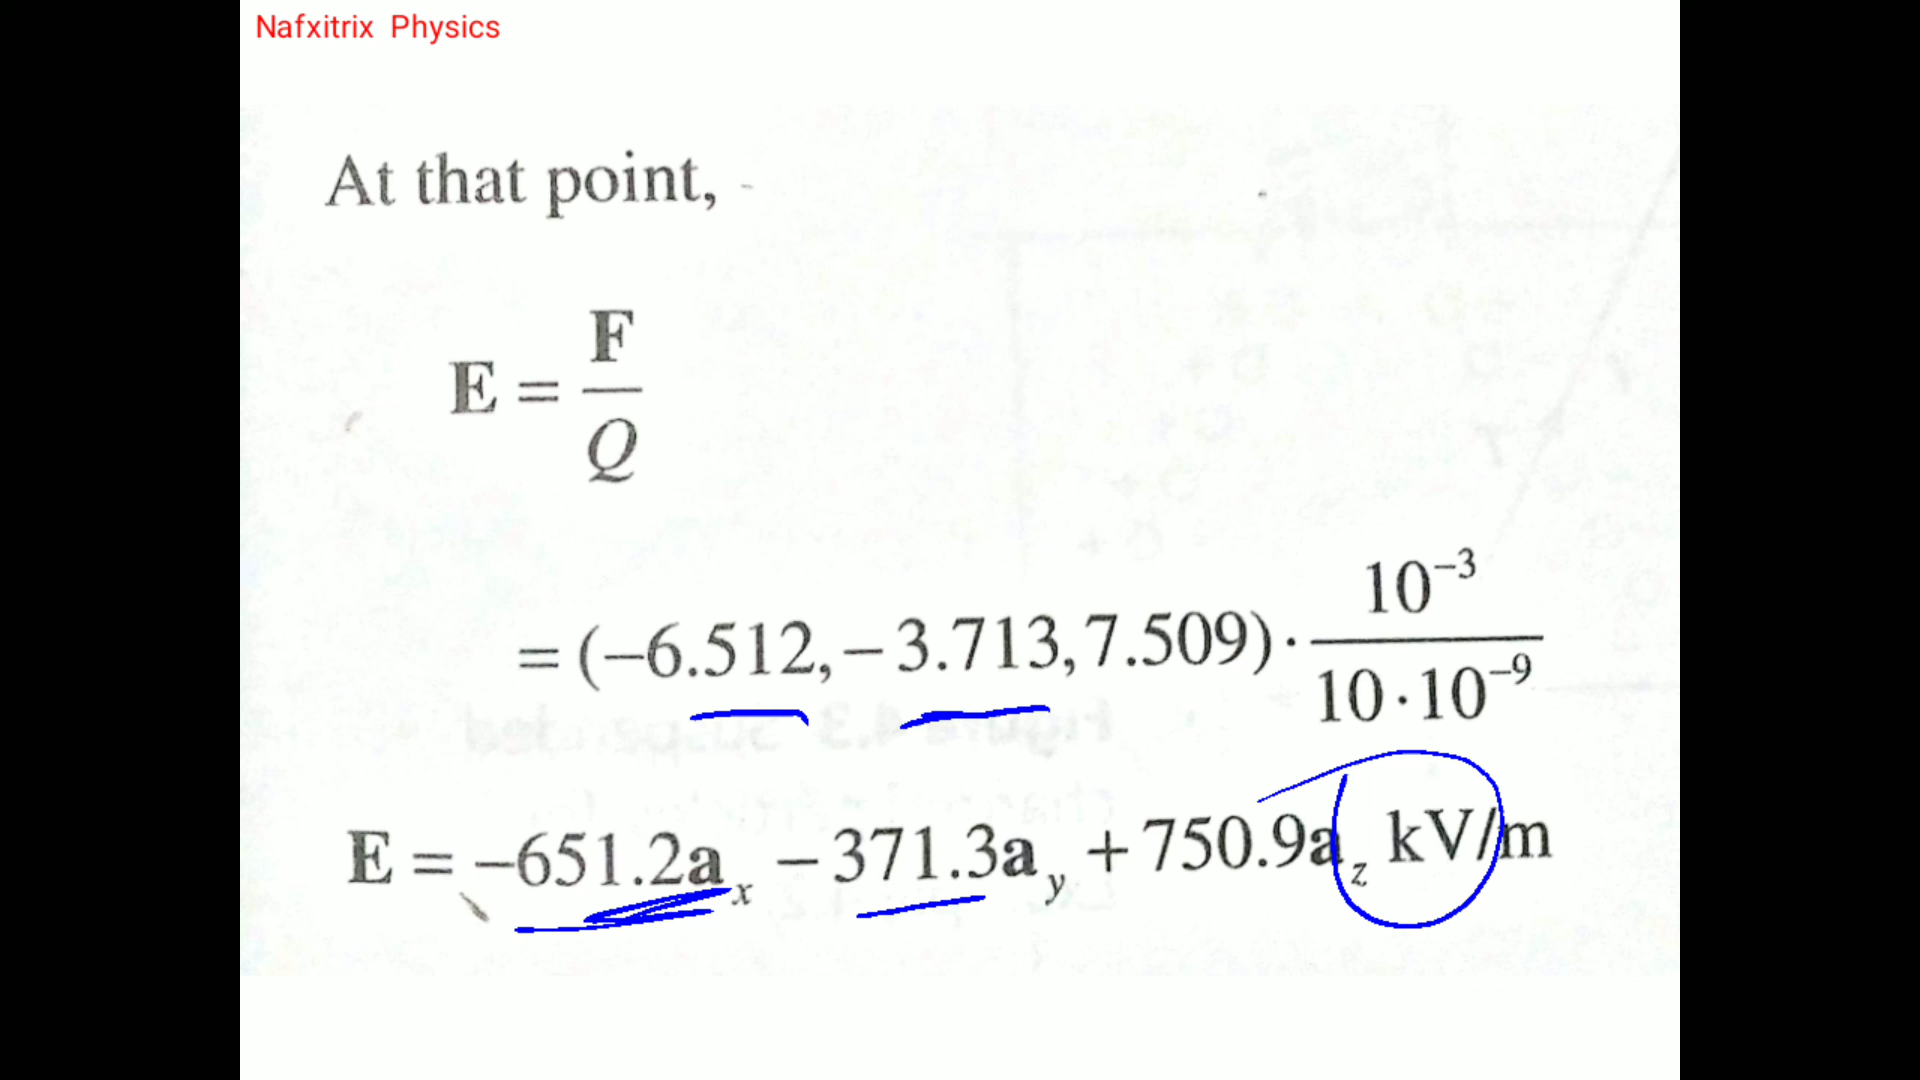 Nafxitrix Physics
At that point,
E = F/Q
= (−6.512, −3.713, 7.509) · 10⁻³/10 · 10⁻⁹
E = −651.2aₓ − 371.3a_y + 750.9a_z kV/m